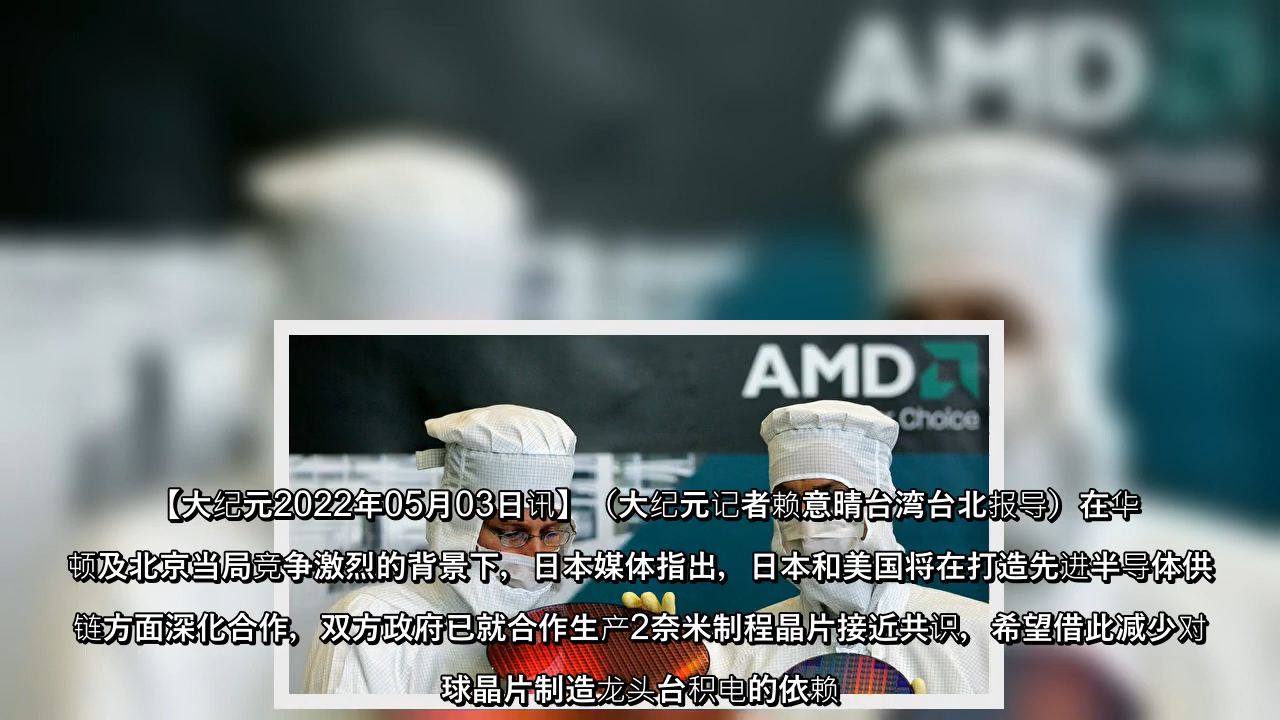 AMD
AMD
r Choice
【大纪元2022年05月03日讯】（大纪元记者赖意晴台湾台北报导）在华
顿及北京当局竞争激烈的背景下，日本媒体指出，日本和美国将在打造先进半导体供
链方面深化合作，双方政府已就合作生产2奈米制程晶片接近共识，希望借此减少对
球晶片制造龙头台积电的依赖